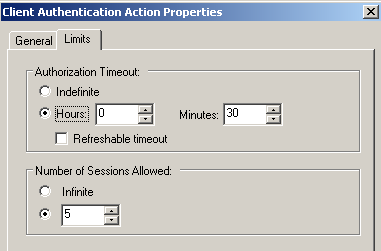 Client Authentication Action Properties
General Limits
Authorization Timeout:
Indefinite
Hours: 0 Minutes: 30
Refreshable timeout
Number of Sessions Allowed:
Infinite
5